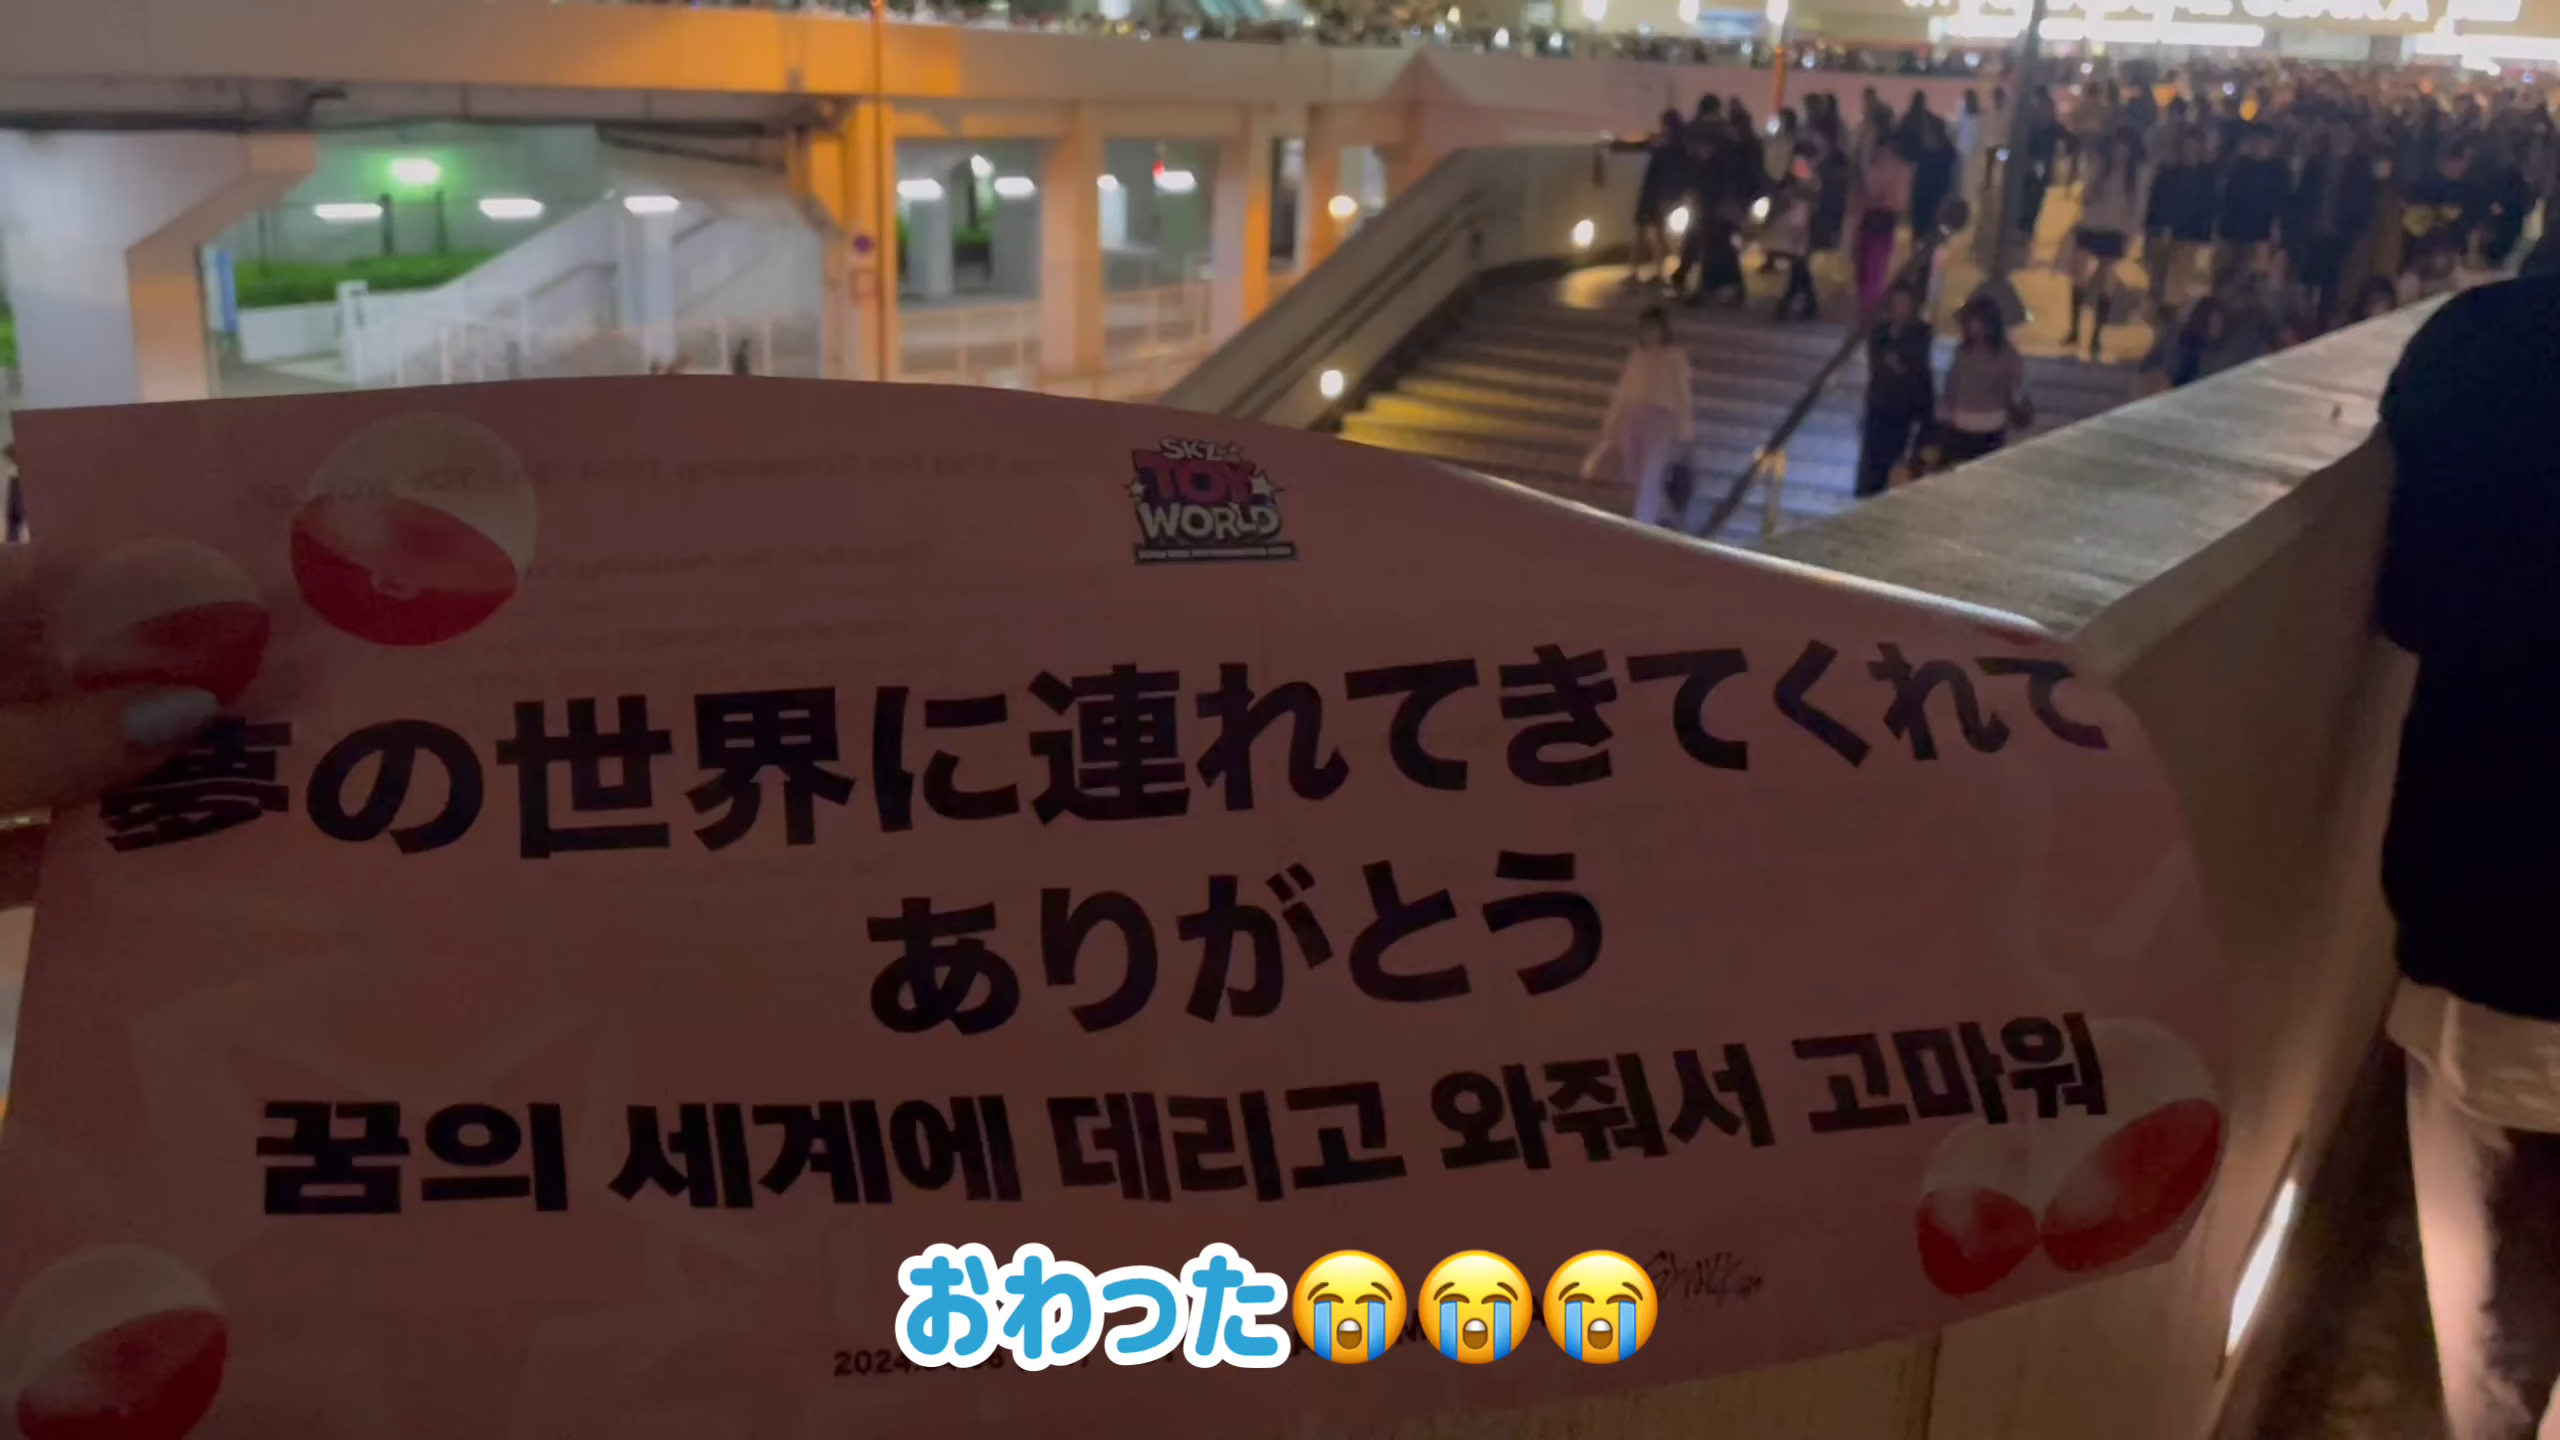 SKZ's
TOY
WORLD
夢の世界に連れてきてくれて
ありがとう
꿈의 세계에 데리고 와줘서 고마워
おわった😭😭😭